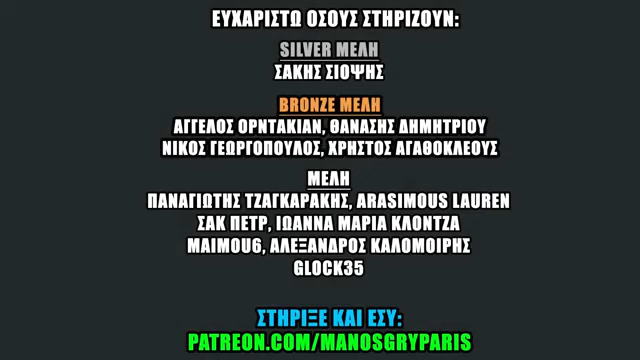 ΕΥΧΑΡΙΣΤΩ ΟΣΟΥΣ ΣΤΗΡΙΖΟΥΝ:
SILVER ΜΕΛΗ
ΣΑΚΗΣ ΣΙΟΨΗΣ
BRONZE ΜΕΛΗ
ΑΓΓΕΛΟΣ ΟΡΝΤΑΚΙΑΝ, ΘΑΝΑΣΗΣ ΔΗΜΗΤΡΙΟΥ
ΝΙΚΟΣ ΓΕΩΡΓΟΠΟΥΛΟΣ, ΧΡΗΣΤΟΣ ΑΓΑΘΟΚΛΕΟΥΣ
ΜΕΛΗ
ΠΑΝΑΓΙΩΤΗΣ ΤΖΑΓΚΑΡΑΚΗΣ, ARASIMOUS LAUREN
ΣΑΚ ΠΕΤΡ, ΙΩΑΝΝΑ ΜΑΡΙΑ ΚΛΟΝΤΖΑ
MAIMOU6, ΑΛΕΞΑΝΔΡΟΣ ΚΑΛΟΜΟΙΡΗΣ
GLOCK35
ΣΤΗΡΙΞΕ ΚΑΙ ΕΣΥ:
PATREON.COM/MANOSGRYPARIS